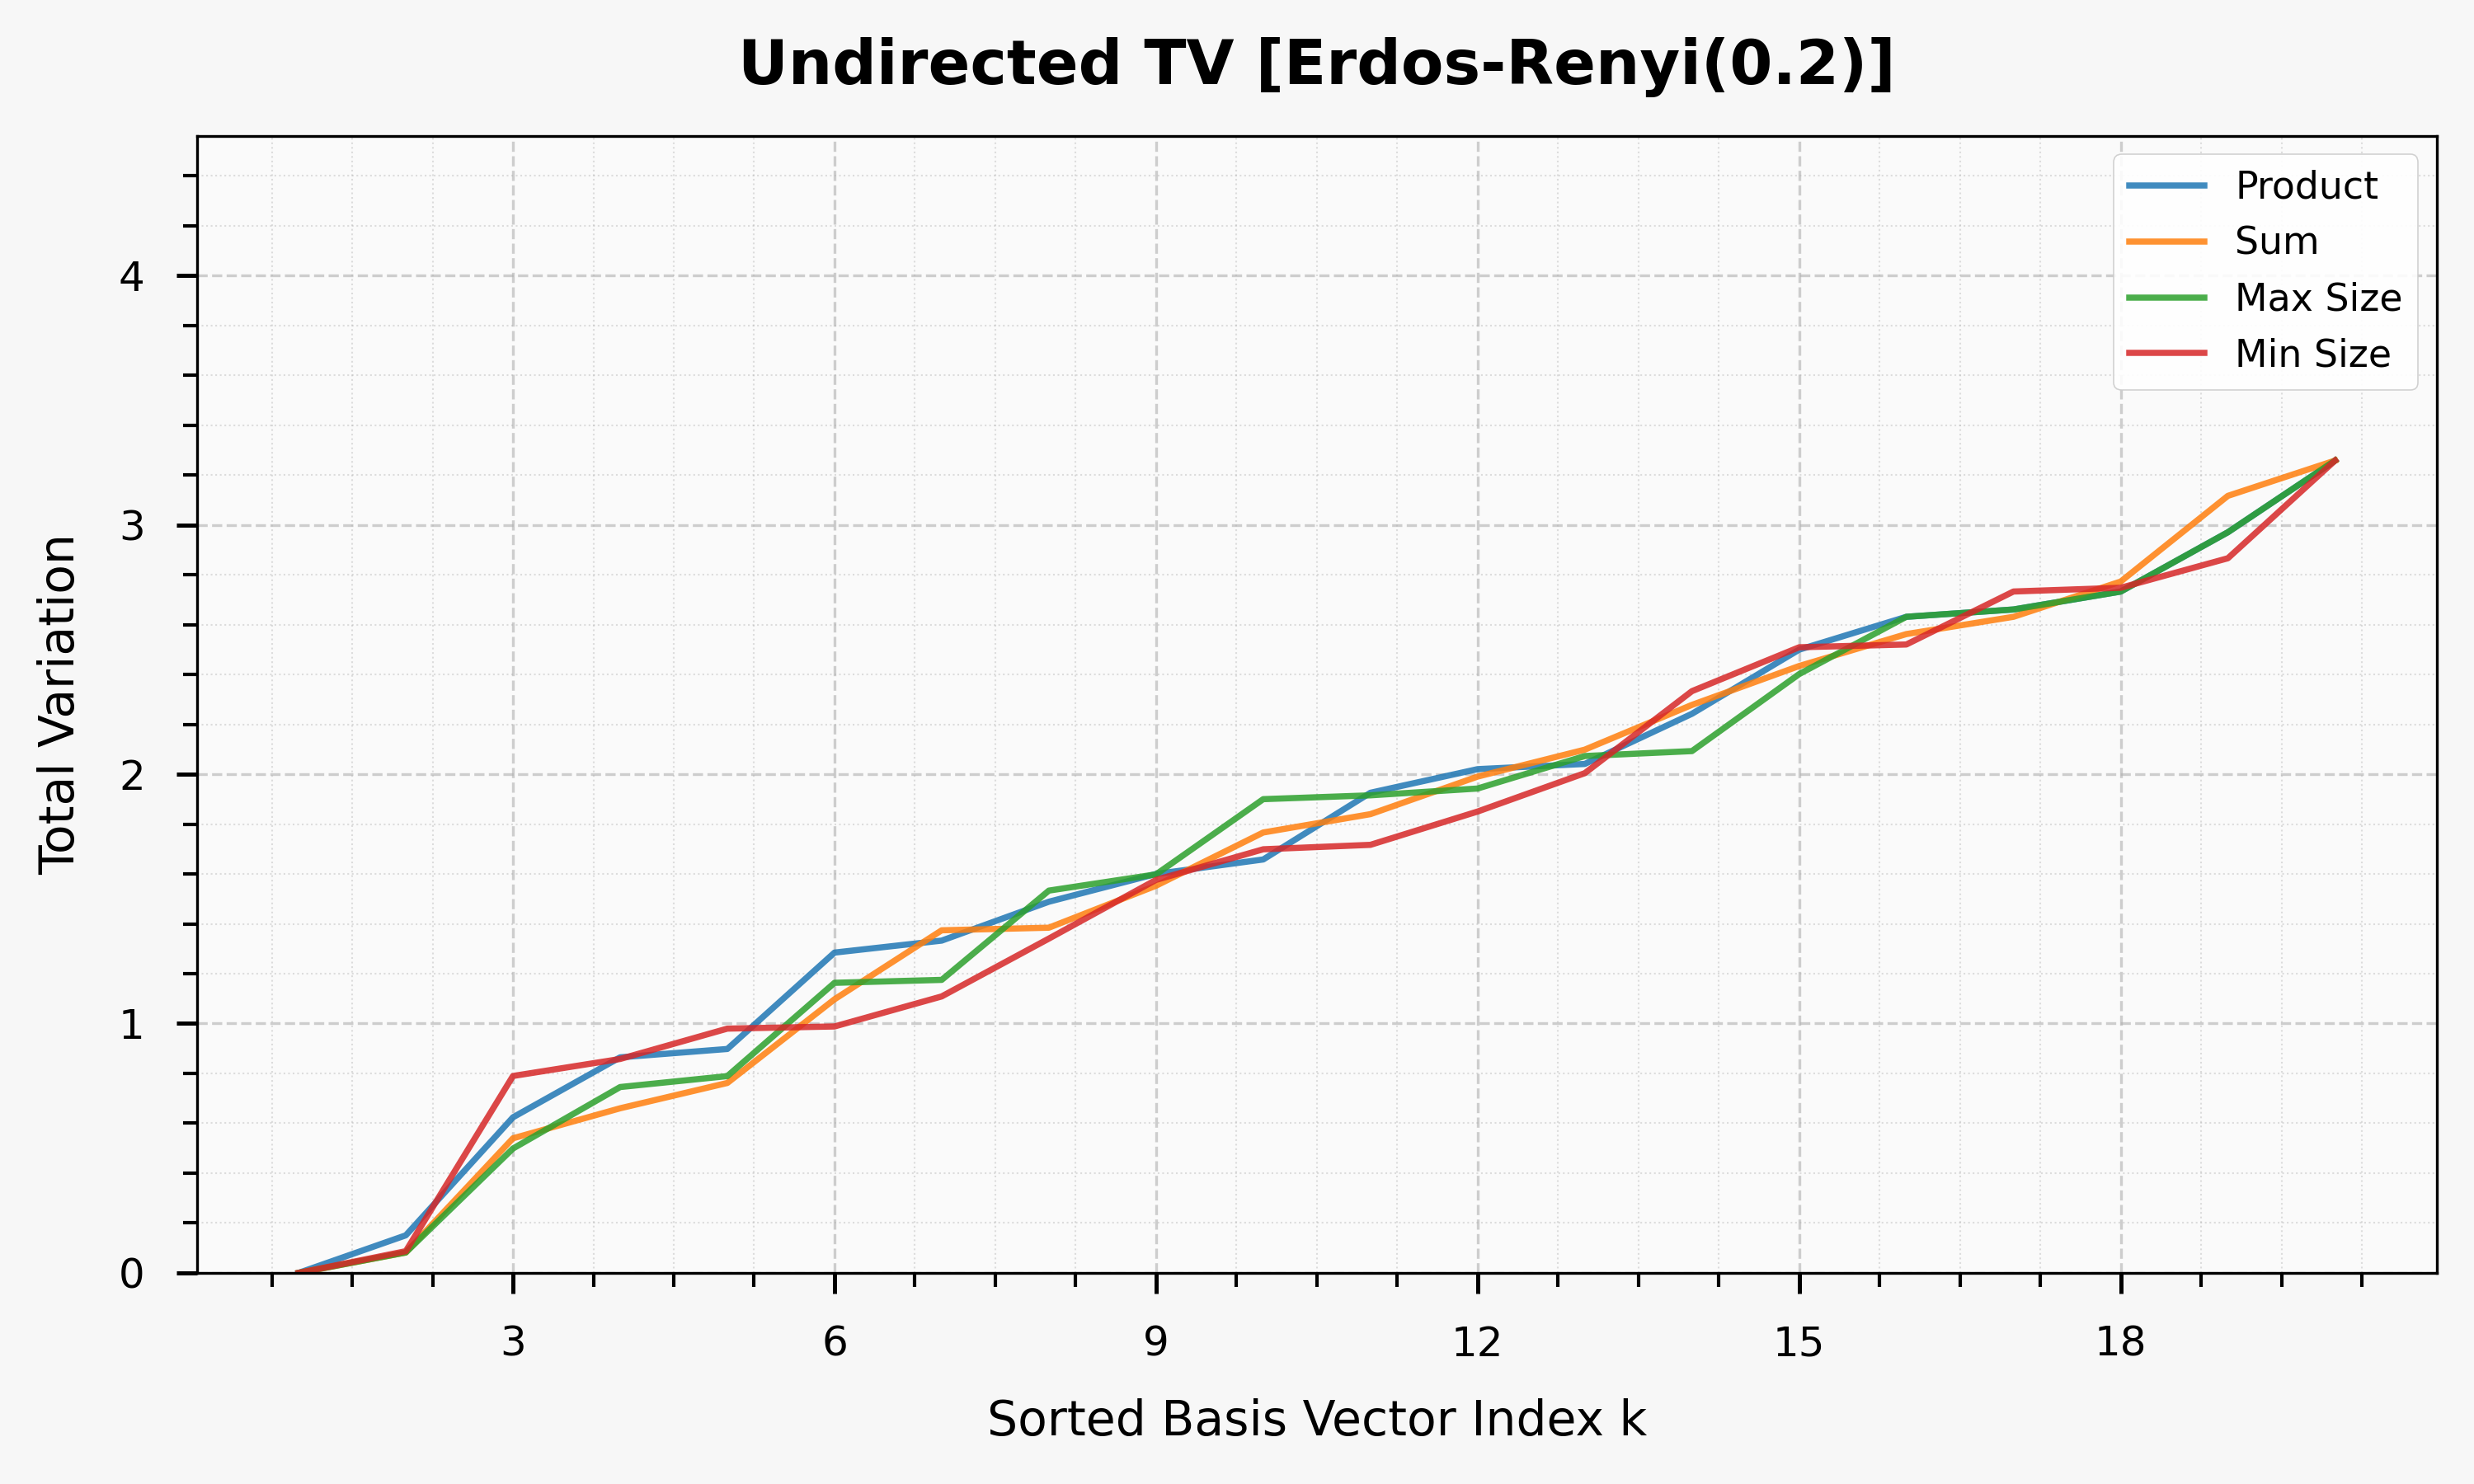 Undirected TV [Erdos-Renyi(0.2)]
Product
Sum
Max Size
Min Size
Total Variation
4
3
2
1
0
3 6 9 12 15 18
Sorted Basis Vector Index k